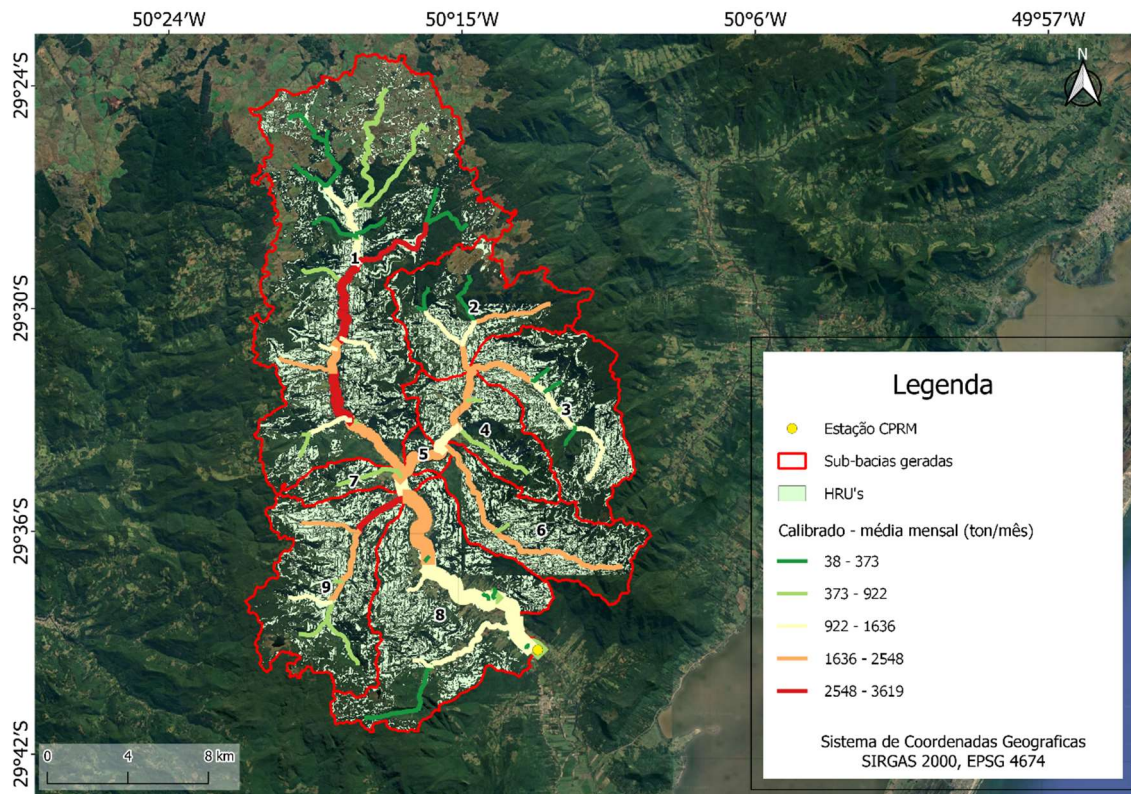 50°24'W 50°15'W 50°6'W 49°57'W
29°24'S
N
1
29°30'S
2
3
4
5
7
29°36'S
6
9
8
29°42'S
0 4 8 km
Legenda
Estação CPRM
Sub-bacias geradas
HRU's
Calibrado - média mensal (ton/mês)
38 - 373
373 - 922
922 - 1636
1636 - 2548
2548 - 3619
Sistema de Coordenadas Geograficas
SIRGAS 2000, EPSG 4674